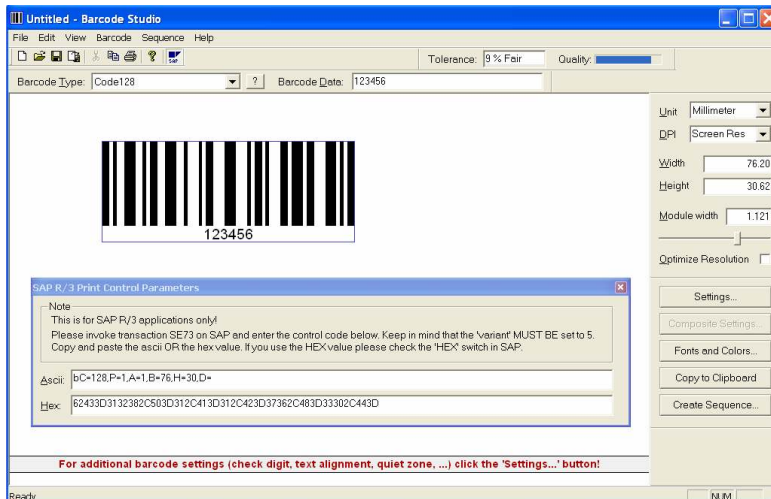 Untitled - Barcode Studio
File Edit View Barcode Sequence Help
SAP
Tolerance: 9 % Fair Quality:
Barcode Type: Code128 ? Barcode Data: 123456
Unit Millimeter
DPI Screen Res
Width 76.20
Height 30.62
Module width 1.121
Optimize Resolution
123456
SAP R/3 Print Control Parameters
Note
This is for SAP R/3 applications only!
Please invoke transaction SE73 on SAP and enter the control code below. Keep in mind that the 'variant' MUST BE set to 5.
Copy and paste the ascii OR the hex value. If you use the HEX value please check the 'HEX' switch in SAP.
Ascii: bC=128,P=1,A=1,B=76,H=30,D=
Hex: 62433D3132382C503D312C413D312C423D37362C483D33302C443D
Settings...
Composite Settings...
Fonts and Colors...
Copy to Clipboard
Create Sequence...
For additional barcode settings (check digit, text alignment, quiet zone, ...) click the 'Settings...' button!
Ready NUM